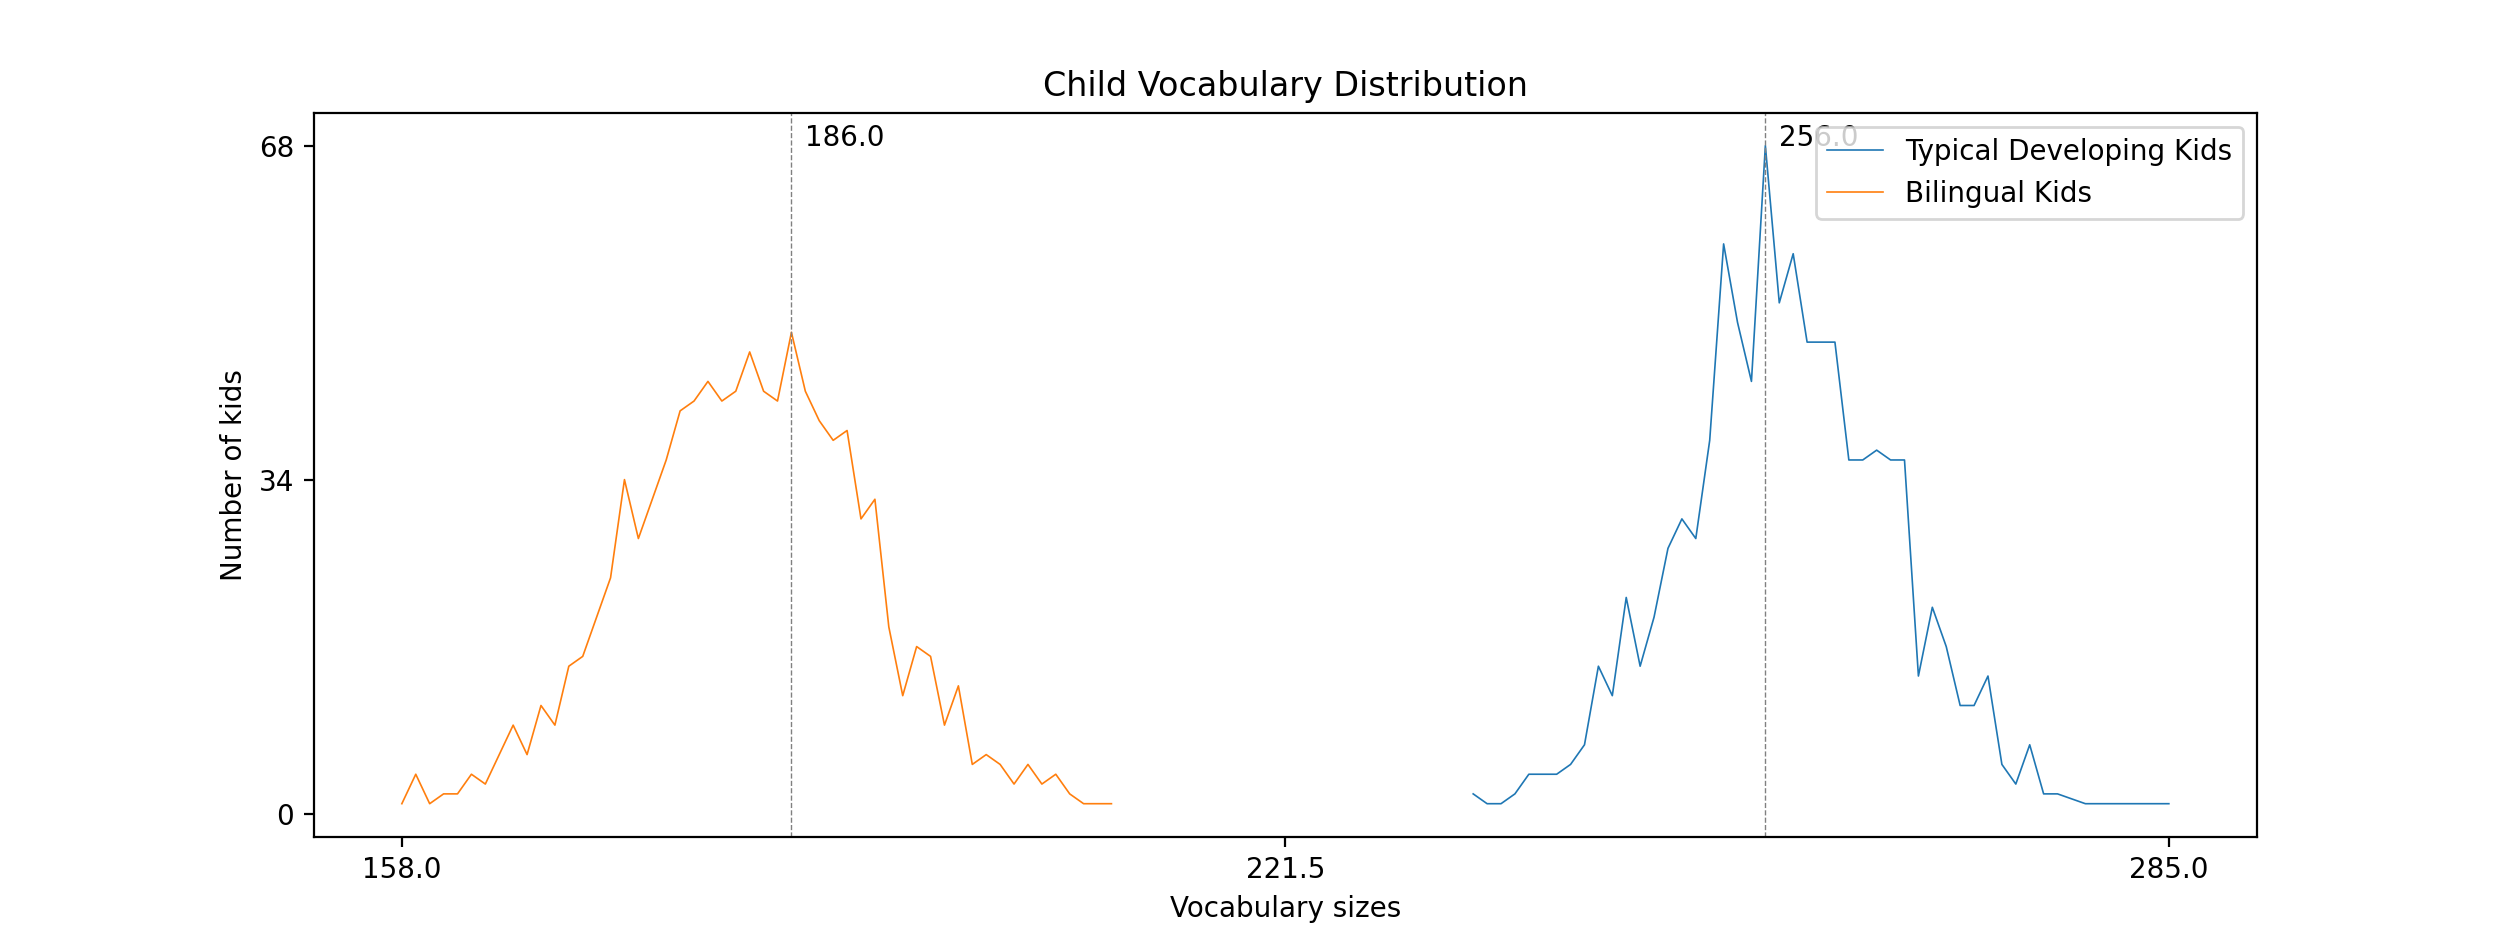 Child Vocabulary Distribution
186.0
256.0
Typical Developing Kids
Bilingual Kids
68
34
0
Number of kids
158.0
221.5
285.0
Vocabulary sizes